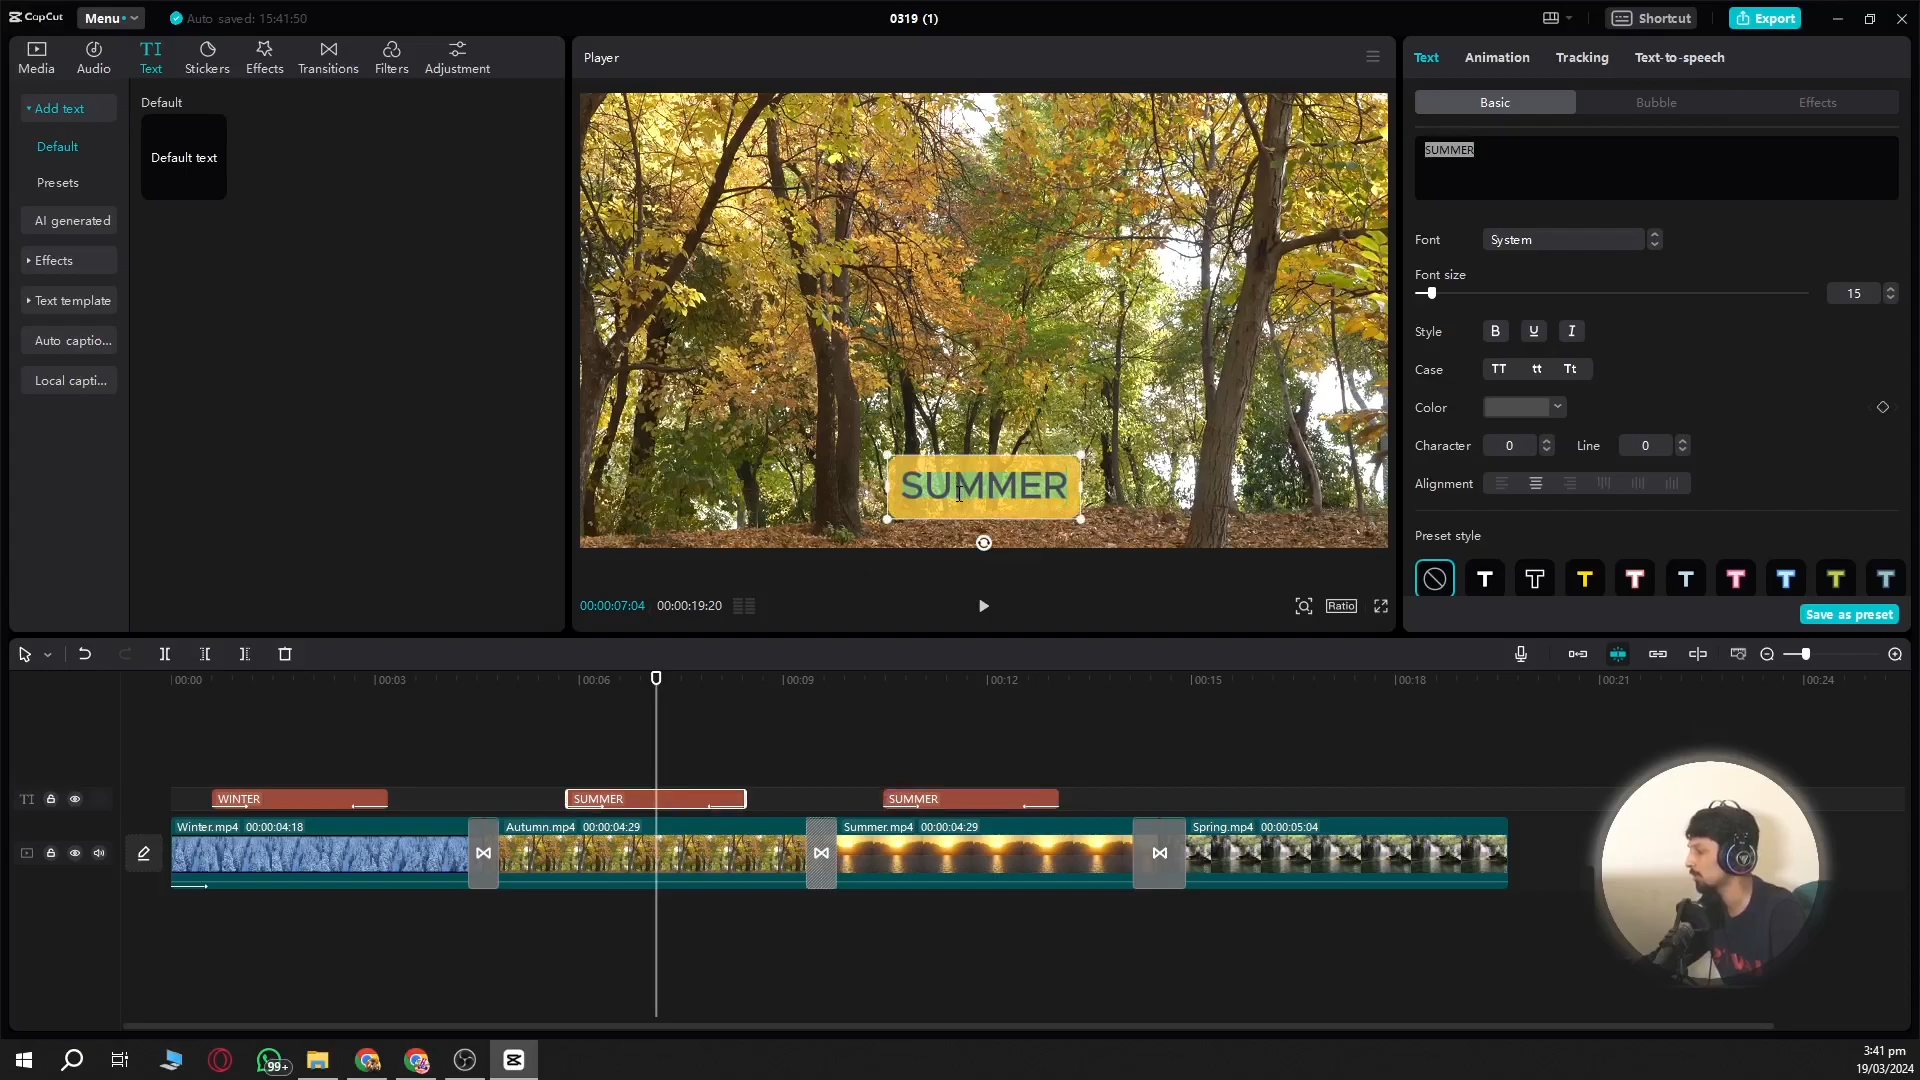 CapCut
Menu
Auto saved: 15:41:50
0319 (1)
Shortcut
Export
Media
Audio
TI
Text
Stickers
Effects
Transitions
Filters
Adjustment
Add text
Default
Presets
AI generated
Effects
Text template
Auto captio...
Local capti...
Default
Default text
Player
SUMMER
00:00:07:04
00:00:19:20
Ratio
Text
Animation
Tracking
Text-to-speech
Basic
Bubble
Effects
SUMMER
Font
System
Font size
15
Style
B U I
Case
TT tt Tt
Color
Character
0
Line
0
Alignment
Preset style
T T T T T T T T T
Save as preset
00:00
00:03
00:06
00:09
00:12
00:15
00:18
00:21
00:24
TI
WINTER
SUMMER
SUMMER
Winter.mp4 00:00:04:18
Autumn.mp4 00:00:04:29
Summer.mp4 00:00:04:29
Spring.mp4 00:00:05:04
99+
3:41 pm
19/03/2024